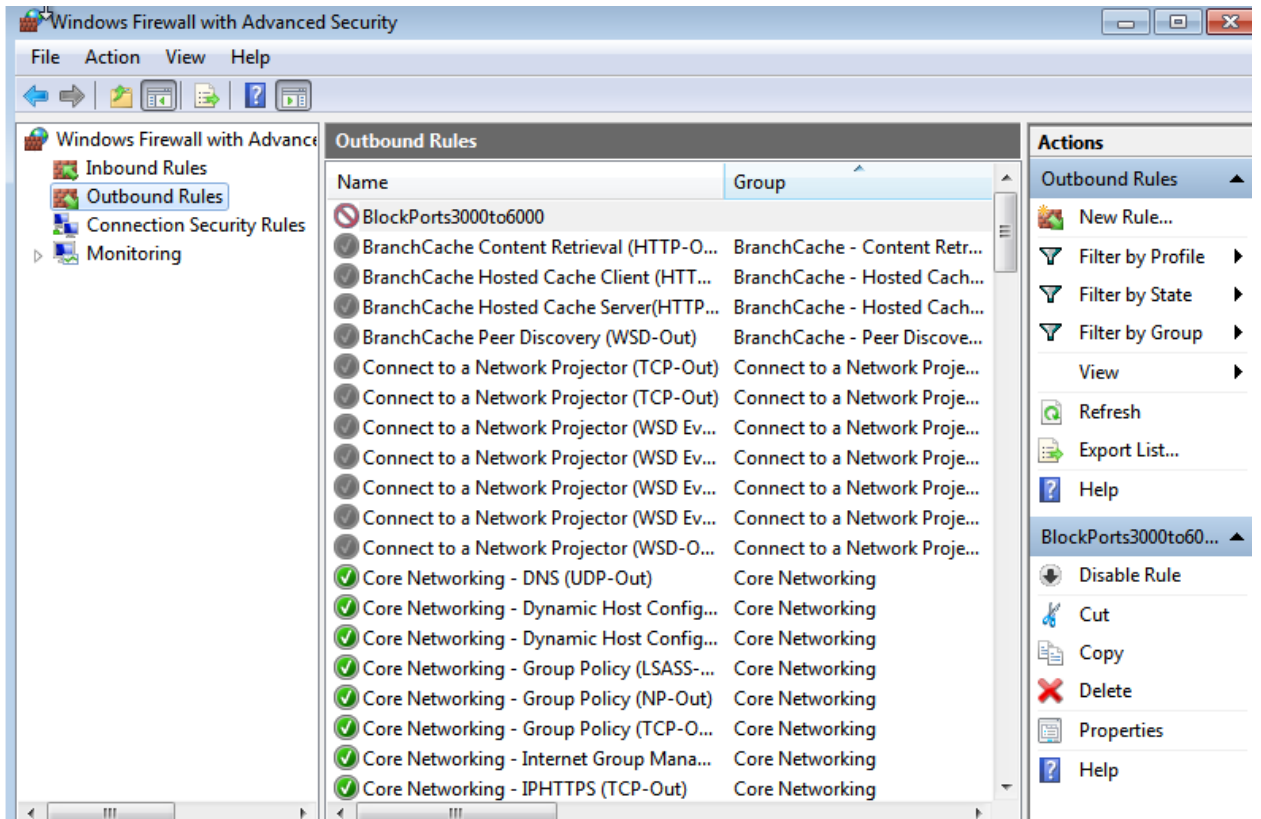 Windows Firewall with Advanced Security
File Action View Help
Windows Firewall with Advance
Inbound Rules
Outbound Rules
Connection Security Rules
Monitoring
Outbound Rules
Name Group
BlockPorts3000to6000
BranchCache Content Retrieval (HTTP-O... BranchCache - Content Retr...
BranchCache Hosted Cache Client (HTT... BranchCache - Hosted Cach...
BranchCache Hosted Cache Server(HTTP... BranchCache - Hosted Cach...
BranchCache Peer Discovery (WSD-Out) BranchCache - Peer Discove...
Connect to a Network Projector (TCP-Out) Connect to a Network Proje...
Connect to a Network Projector (TCP-Out) Connect to a Network Proje...
Connect to a Network Projector (WSD Ev... Connect to a Network Proje...
Connect to a Network Projector (WSD Ev... Connect to a Network Proje...
Connect to a Network Projector (WSD Ev... Connect to a Network Proje...
Connect to a Network Projector (WSD Ev... Connect to a Network Proje...
Connect to a Network Projector (WSD-O... Connect to a Network Proje...
Core Networking - DNS (UDP-Out) Core Networking
Core Networking - Dynamic Host Config... Core Networking
Core Networking - Dynamic Host Config... Core Networking
Core Networking - Group Policy (LSASS-... Core Networking
Core Networking - Group Policy (NP-Out) Core Networking
Core Networking - Group Policy (TCP-O... Core Networking
Core Networking - Internet Group Mana... Core Networking
Core Networking - IPHTTPS (TCP-Out) Core Networking
Actions
Outbound Rules
New Rule...
Filter by Profile
Filter by State
Filter by Group
View
Refresh
Export List...
Help
BlockPorts3000to60...
Disable Rule
Cut
Copy
Delete
Properties
Help